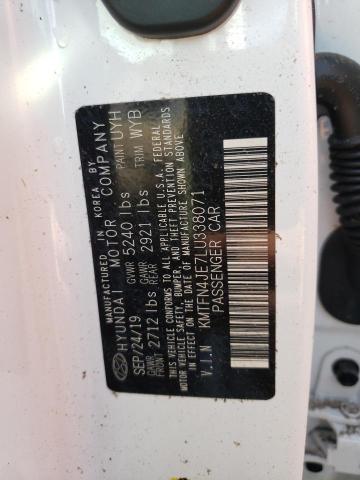 MANUFACTURED IN KOREA BY
HYUNDAI MOTOR COMPANY
SEP/24/19 GVWR 5240 lbs PAINT UYH
GAWR FRONT 2712 lbs GAWR REAR 2921 lbs TRIM WYB
THIS VEHICLE CONFORMS TO ALL APPLICABLE U.S.A. FEDERAL
MOTOR VEHICLE SAFETY, BUMPER, AND THEFT PREVENTION STANDARDS
IN EFFECT ON THE DATE OF MANUFACTURE SHOWN ABOVE.
V.I.N KMTFN4JE7LU338071
PASSENGER CAR